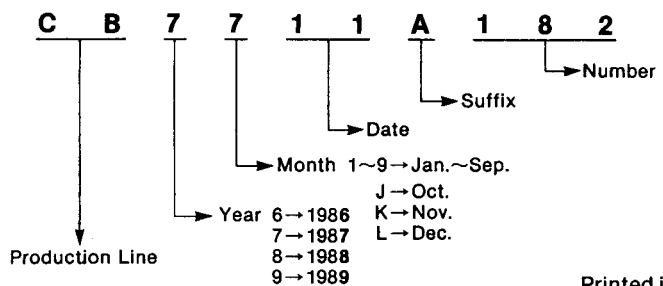 C B 7 7 1 1 A 1 8 2
Number
Suffix
Date
Month 1~9→Jan.~Sep.
J→Oct.
Year 6→1986 K→Nov.
7→1987 L→Dec.
Production Line 8→1988
9→1989
Printed i